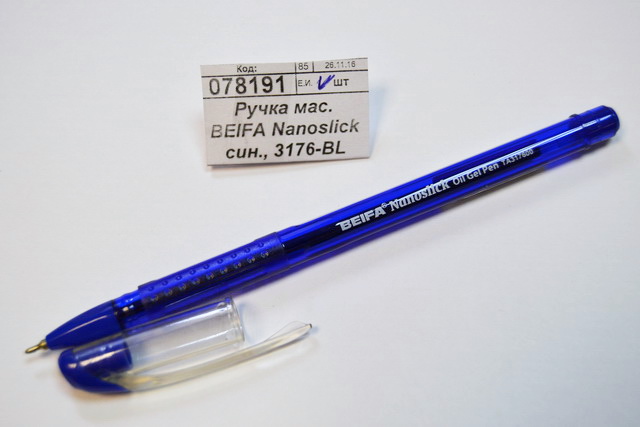 Код: 85 26.11.16
078191 Е.И. шт
Ручка мас.
BEIFA Nanoslick
син., 3176-BL
BEIFA® Nanoslick Oil Gel Pen TA317600